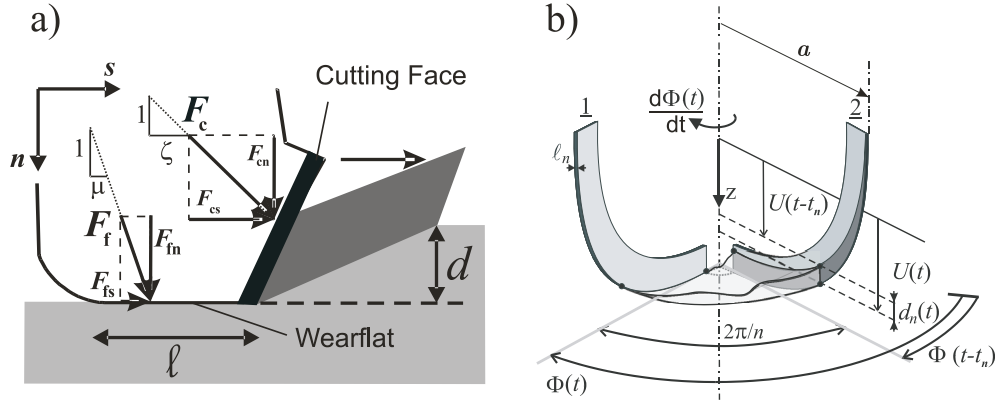 a)
s
Cutting Face
1
F_c
ζ
F_cn
n
1
μ
F_cs
F_f
F_fn
F_fs
d
Wearflat
ℓ
b)
a
1
dΦ(t)
dt
2
ℓ_n
z
U(t-t_n)
U(t)
d_n(t)
2π/n
Φ(t-t_n)
Φ(t)